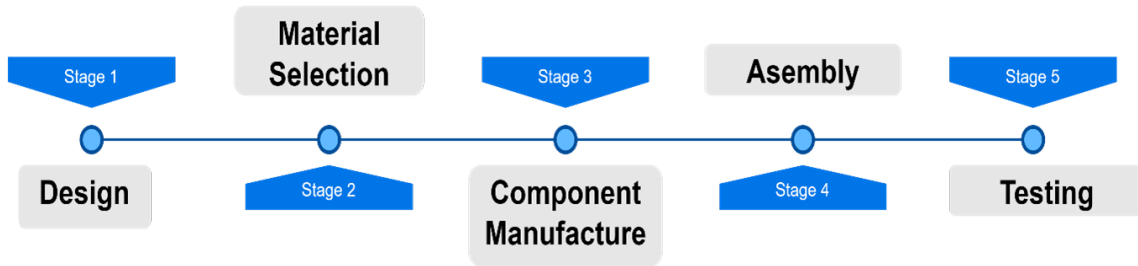 Stage 1
Design
Material
Selection
Stage 2
Stage 3
Component
Manufacture
Asembly
Stage 4
Stage 5
Testing